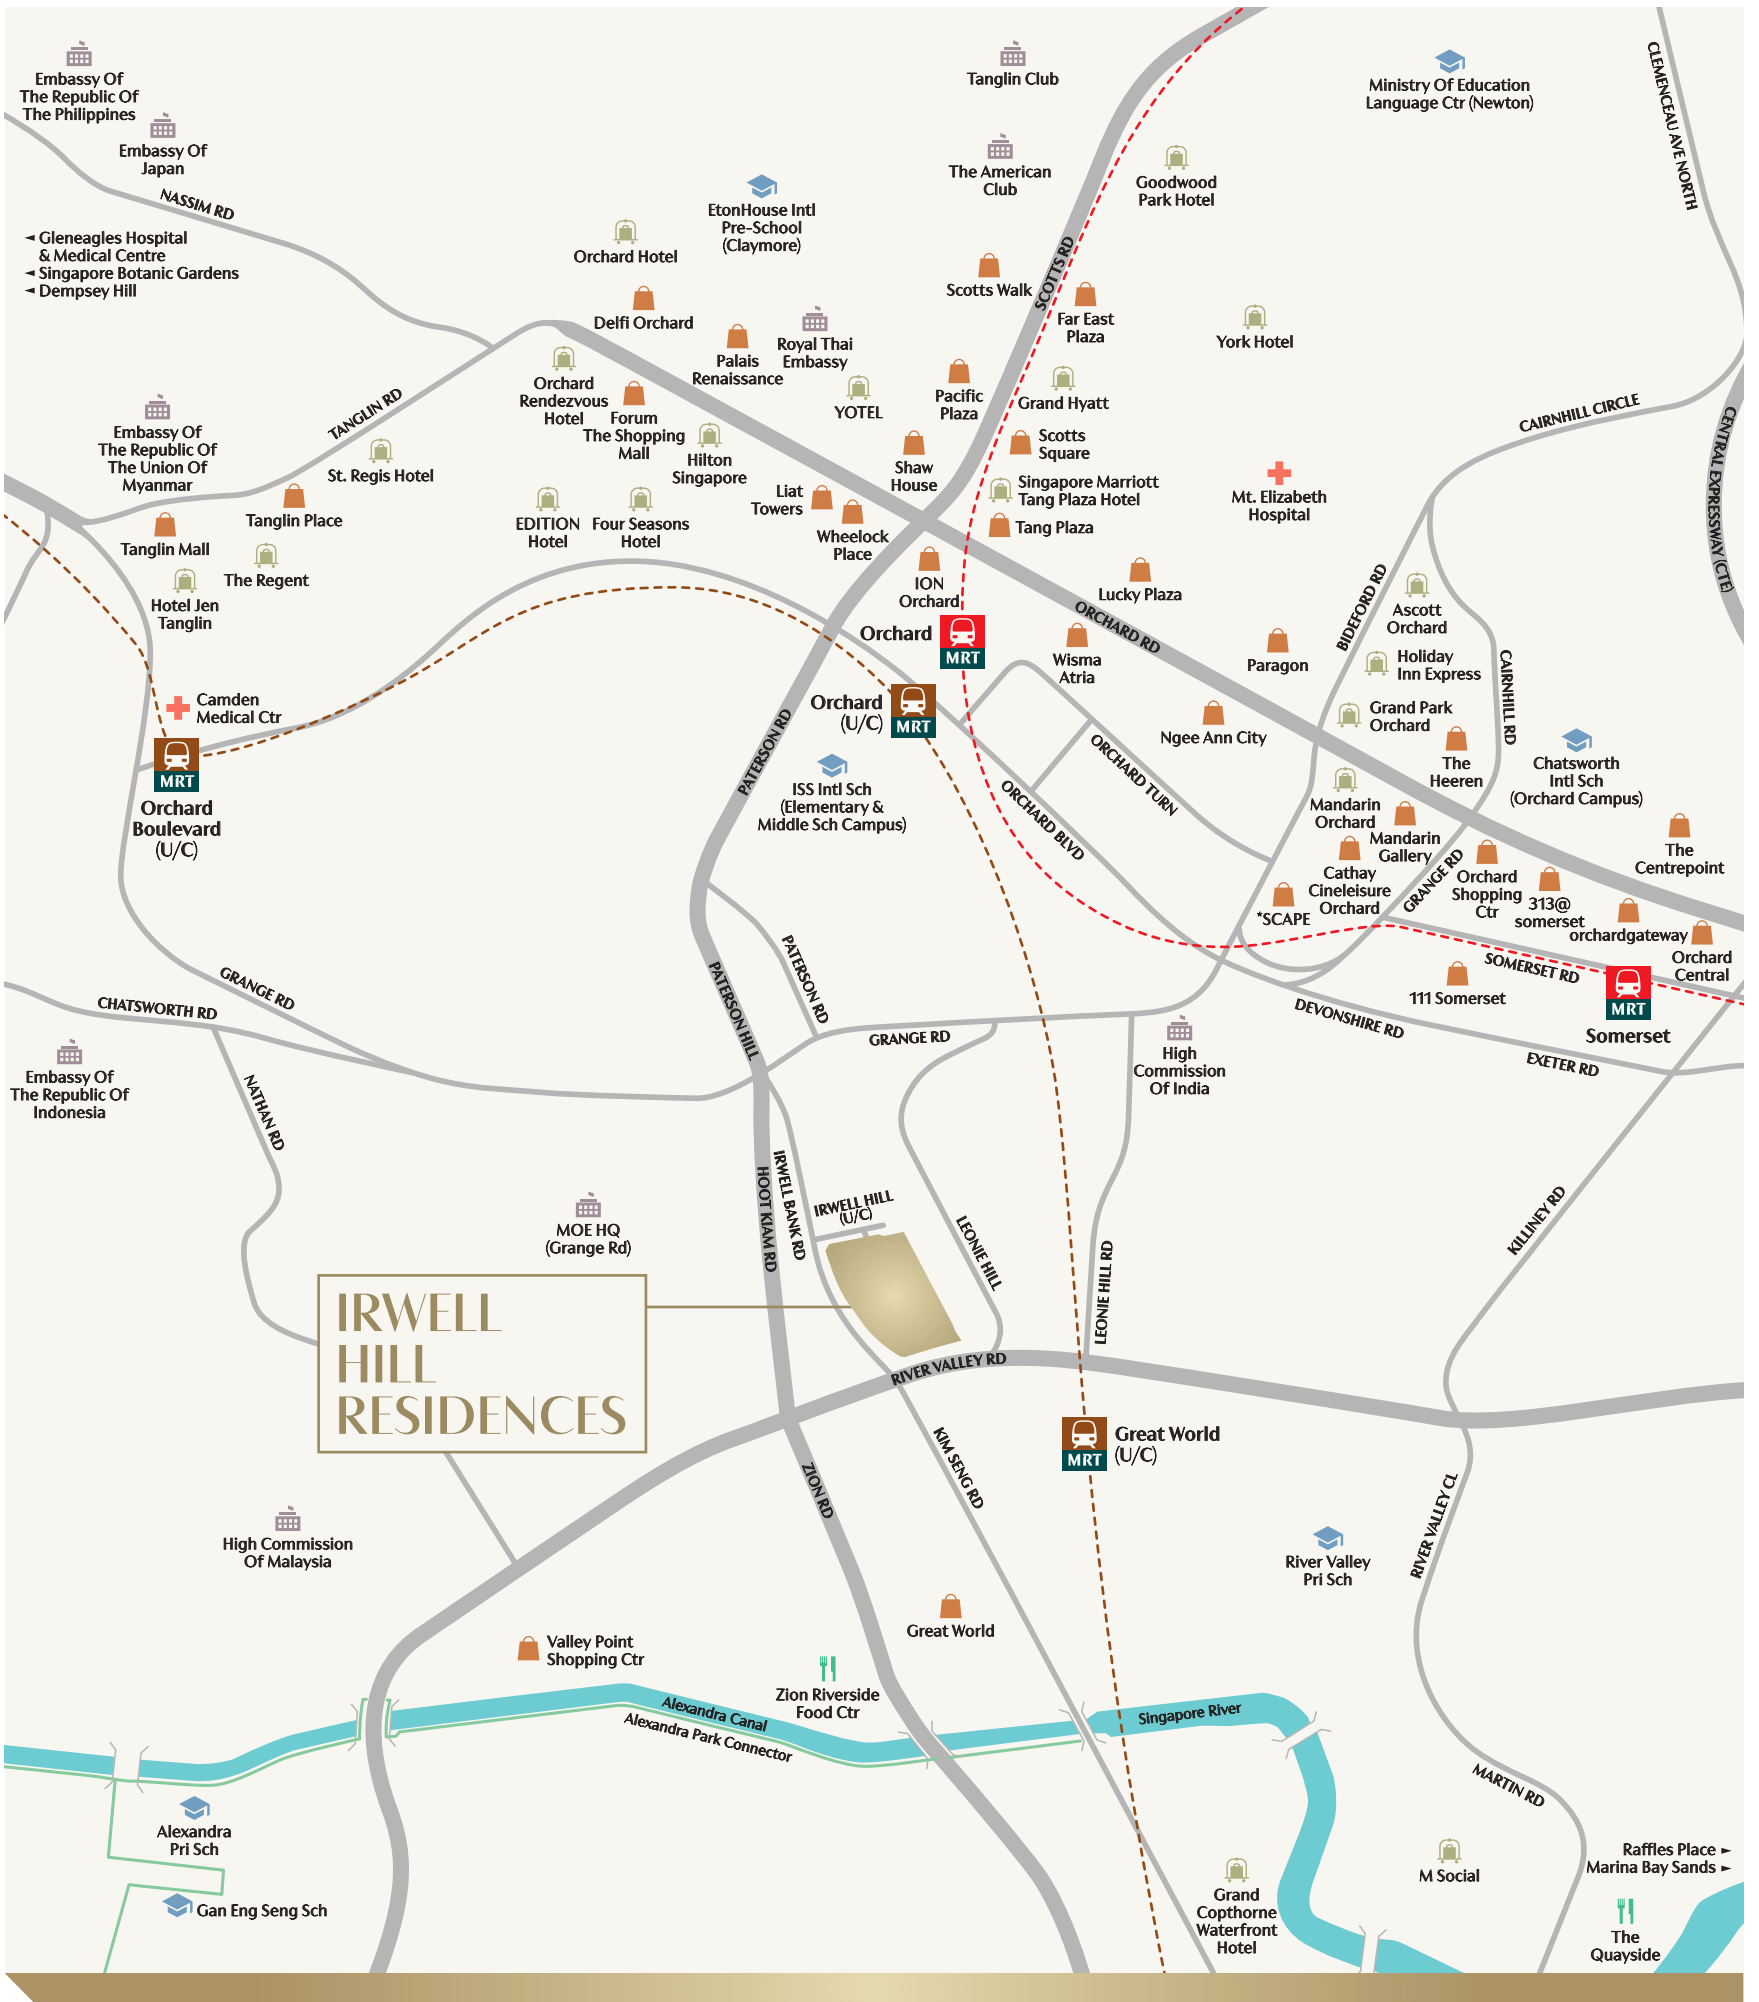 Embassy Of
The Republic Of
The Philippines
Embassy Of
Japan
NASSIM RD
◄ Gleneagles Hospital
& Medical Centre
◄ Singapore Botanic Gardens
◄ Dempsey Hill
Tanglin Club
The American
Club
Ministry Of Education
Language Ctr (Newton)
CLEMENCEAU AVE NORTH
Goodwood
Park Hotel
EtonHouse Intl
Pre-School
(Claymore)
Orchard Hotel
Delfi Orchard
Scotts Walk
SCOTTS RD
Far East
Plaza
York Hotel
Palais
Renaissance
Royal Thai
Embassy
YOTEL
Pacific
Plaza
Grand Hyatt
Orchard
Rendezvous
Hotel
Forum
The Shopping
Mall
Hilton
Singapore
TANGLIN RD
CAIRNHILL CIRCLE
CENTRAL EXPRESSWAY (CTE)
Embassy Of
The Republic Of
The Union Of
Myanmar
St. Regis Hotel
Shaw
House
Scotts
Square
Singapore Marriott
Tang Plaza Hotel
Tang Plaza
Mt. Elizabeth
Hospital
Tanglin Mall
Tanglin Place
The Regent
Hotel Jen
Tanglin
EDITION
Hotel
Four Seasons
Hotel
Liat
Towers
Wheelock
Place
ION
Orchard
Lucky Plaza
ORCHARD RD
Orchard
MRT
Wisma
Atria
Paragon
BIDEFORD RD
Ascott
Orchard
Holiday
Inn Express
CAIRNHILL RD
Grand Park
Orchard
Camden
Medical Ctr
MRT
Orchard
Boulevard
(U/C)
Orchard
(U/C)
MRT
Ngee Ann City
The
Heeren
Chatsworth
Intl Sch
(Orchard Campus)
PATERSON RD
ISS Intl Sch
(Elementary &
Middle Sch Campus)
ORCHARD TURN
ORCHARD BLVD
Mandarin
Orchard
Mandarin
Gallery
Cathay
Cineleisure
Orchard
GRANGE RD
Orchard
Shopping
Ctr
The
Centrepoint
*SCAPE
313@
somerset
orchardgateway
Orchard
Central
SOMERSET RD
MRT
Somerset
111 Somerset
PATERSON RD
PATERSON HILL
GRANGE RD
CHATSWORTH RD
GRANGE RD
DEVONSHIRE RD
EXETER RD
High
Commission
Of India
Embassy Of
The Republic Of
Indonesia
NATHAN RD
HOOT KIAM RD
IRWELL BANK RD
IRWELL HILL
(U/C)
LEONIE HILL
LEONIE HILL RD
KILLINEY RD
MOE HQ
(Grange Rd)
IRWELL
HILL
RESIDENCES
RIVER VALLEY RD
Great World
(U/C)
MRT
ZION RD
KIM SENG RD
RIVER VALLEY CL
High Commission
Of Malaysia
River Valley
Pri Sch
Great World
Valley Point
Shopping Ctr
Zion Riverside
Food Ctr
Alexandra Canal
Alexandra Park Connector
Singapore River
MARTIN RD
Alexandra
Pri Sch
Gan Eng Seng Sch
Grand
Copthorne
Waterfront
Hotel
M Social
Raffles Place ►
Marina Bay Sands ►
The
Quayside